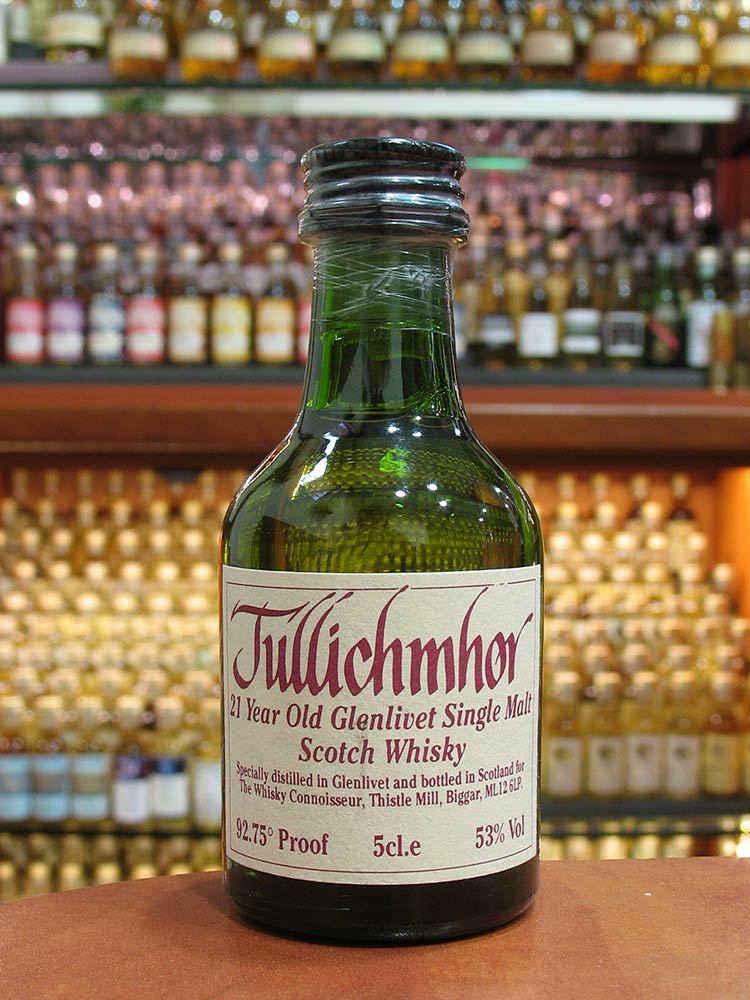 Tullichmhor
21 Year Old Glenlivet Single Malt
Scotch Whisky
Specially distilled in Glenlivet and bottled in Scotland for
The Whisky Connoisseur, Thistle Mill, Biggar, ML12 6LP.
92.75° Proof 5cl.e 53% Vol